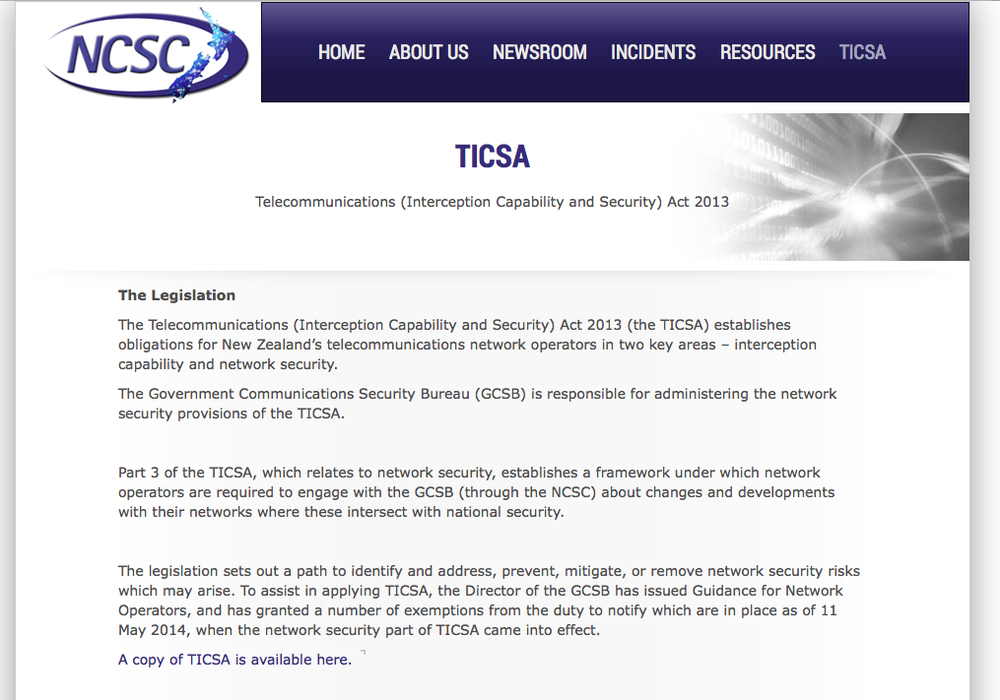 NCSC
HOME ABOUT US NEWSROOM INCIDENTS RESOURCES TICSA
TICSA
Telecommunications (Interception Capability and Security) Act 2013
The Legislation
The Telecommunications (Interception Capability and Security) Act 2013 (the TICSA) establishes
obligations for New Zealand’s telecommunications network operators in two key areas – interception
capability and network security.
The Government Communications Security Bureau (GCSB) is responsible for administering the network
security provisions of the TICSA.
Part 3 of the TICSA, which relates to network security, establishes a framework under which network
operators are required to engage with the GCSB (through the NCSC) about changes and developments
with their networks where these intersect with national security.
The legislation sets out a path to identify and address, prevent, mitigate, or remove network security risks
which may arise. To assist in applying TICSA, the Director of the GCSB has issued Guidance for Network
Operators, and has granted a number of exemptions from the duty to notify which are in place as of 11
May 2014, when the network security part of TICSA came into effect.
A copy of TICSA is available here.